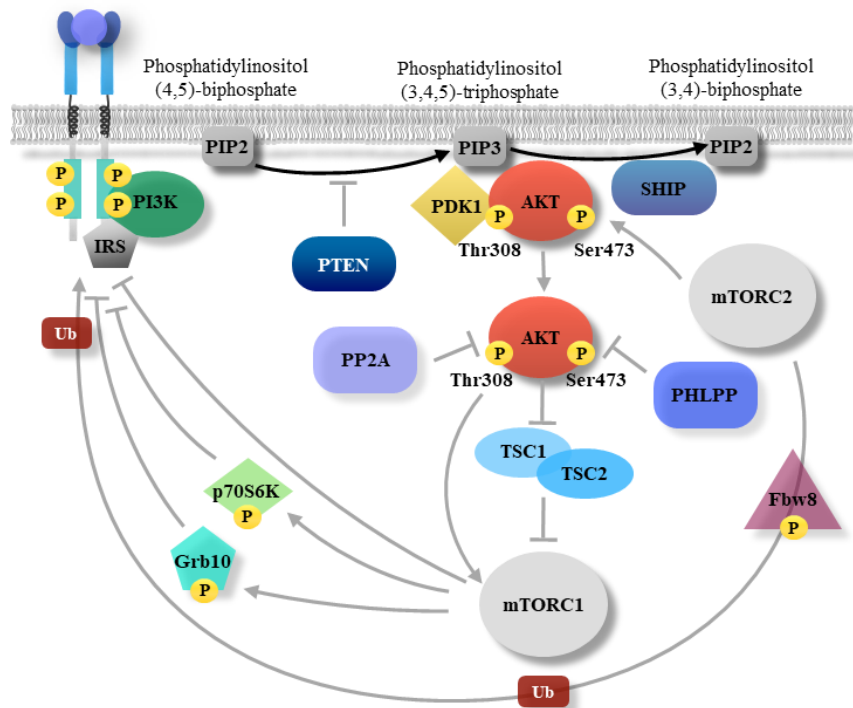 Phosphatidylinositol
(4,5)-biphosphate
Phosphatidylinositol
(3,4,5)-triphosphate
Phosphatidylinositol
(3,4)-biphosphate
PIP2
PIP3
PIP2
P
P
P
P
PI3K
IRS
PDK1
AKT
P
P
Thr308
Ser473
SHIP
PTEN
mTORC2
Ub
PP2A
AKT
P
P
Thr308
Ser473
PHLPP
TSC1
TSC2
p70S6K
P
Fbw8
P
Grb10
P
mTORC1
Ub